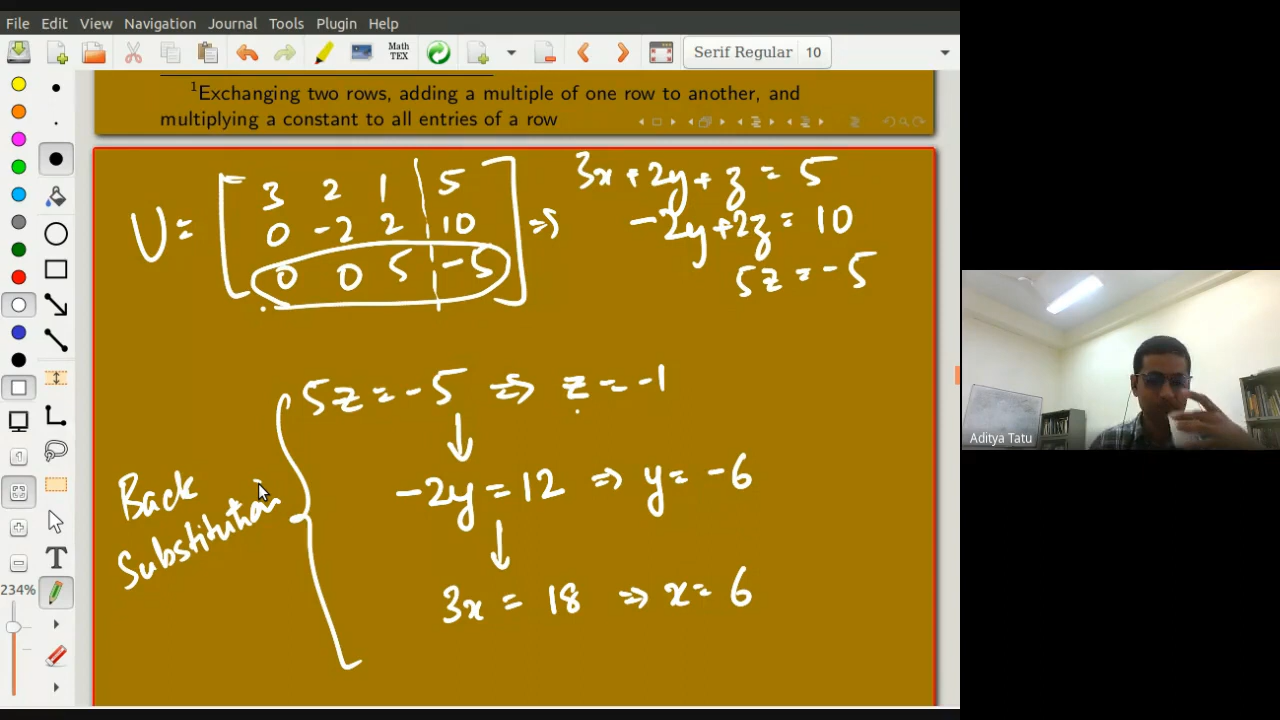 File Edit View Navigation Journal Tools Plugin Help
Math TEX Serif Regular 10
¹Exchanging two rows, adding a multiple of one row to another, and
multiplying a constant to all entries of a row
U = [ 3 2 1 | 5 ⇒ 3x + 2y + z = 5
0 -2 2 | 10 -2y + 2z = 10
0 0 5 | -5 ] 5z = -5
5z = -5 ⇒ z = -1
↓
-2y = 12 ⇒ y = -6
↓
3x = 18 ⇒ x = 6
Back
Substitution
234%
T
Aditya Tatu